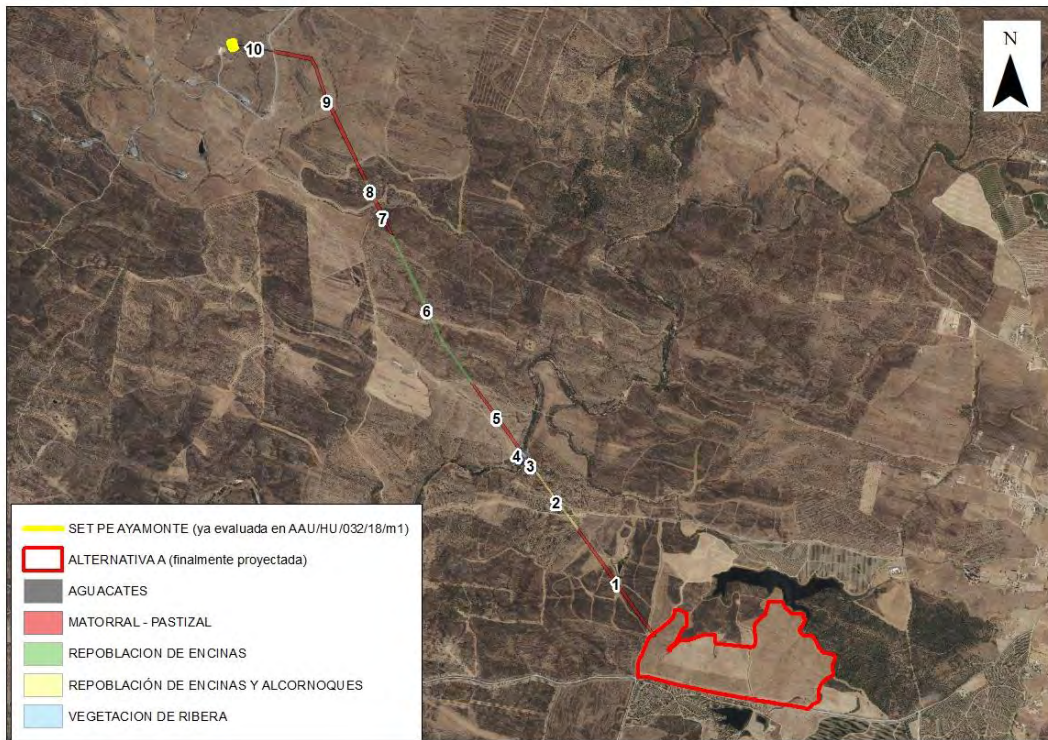 10
N
9
8
7
6
5
4
3
2
1
SET PE AYAMONTE (ya evaluada en AAU/HU/032/18/m1)
ALTERNATIVA A (finalmente proyectada)
AGUACATES
MATORRAL - PASTIZAL
REPOBLACION DE ENCINAS
REPOBLACIÓN DE ENCINAS Y ALCORNOQUES
VEGETACION DE RIBERA